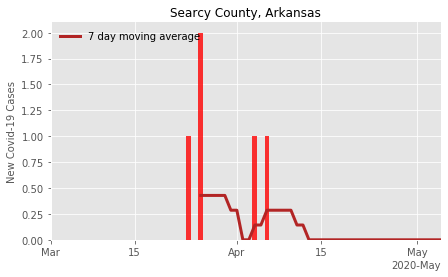 Searcy County, Arkansas
7 day moving average
New Covid-19 Cases
2.00
1.75
1.50
1.25
1.00
0.75
0.50
0.25
0.00
Mar 15 Apr 15 May
2020-May